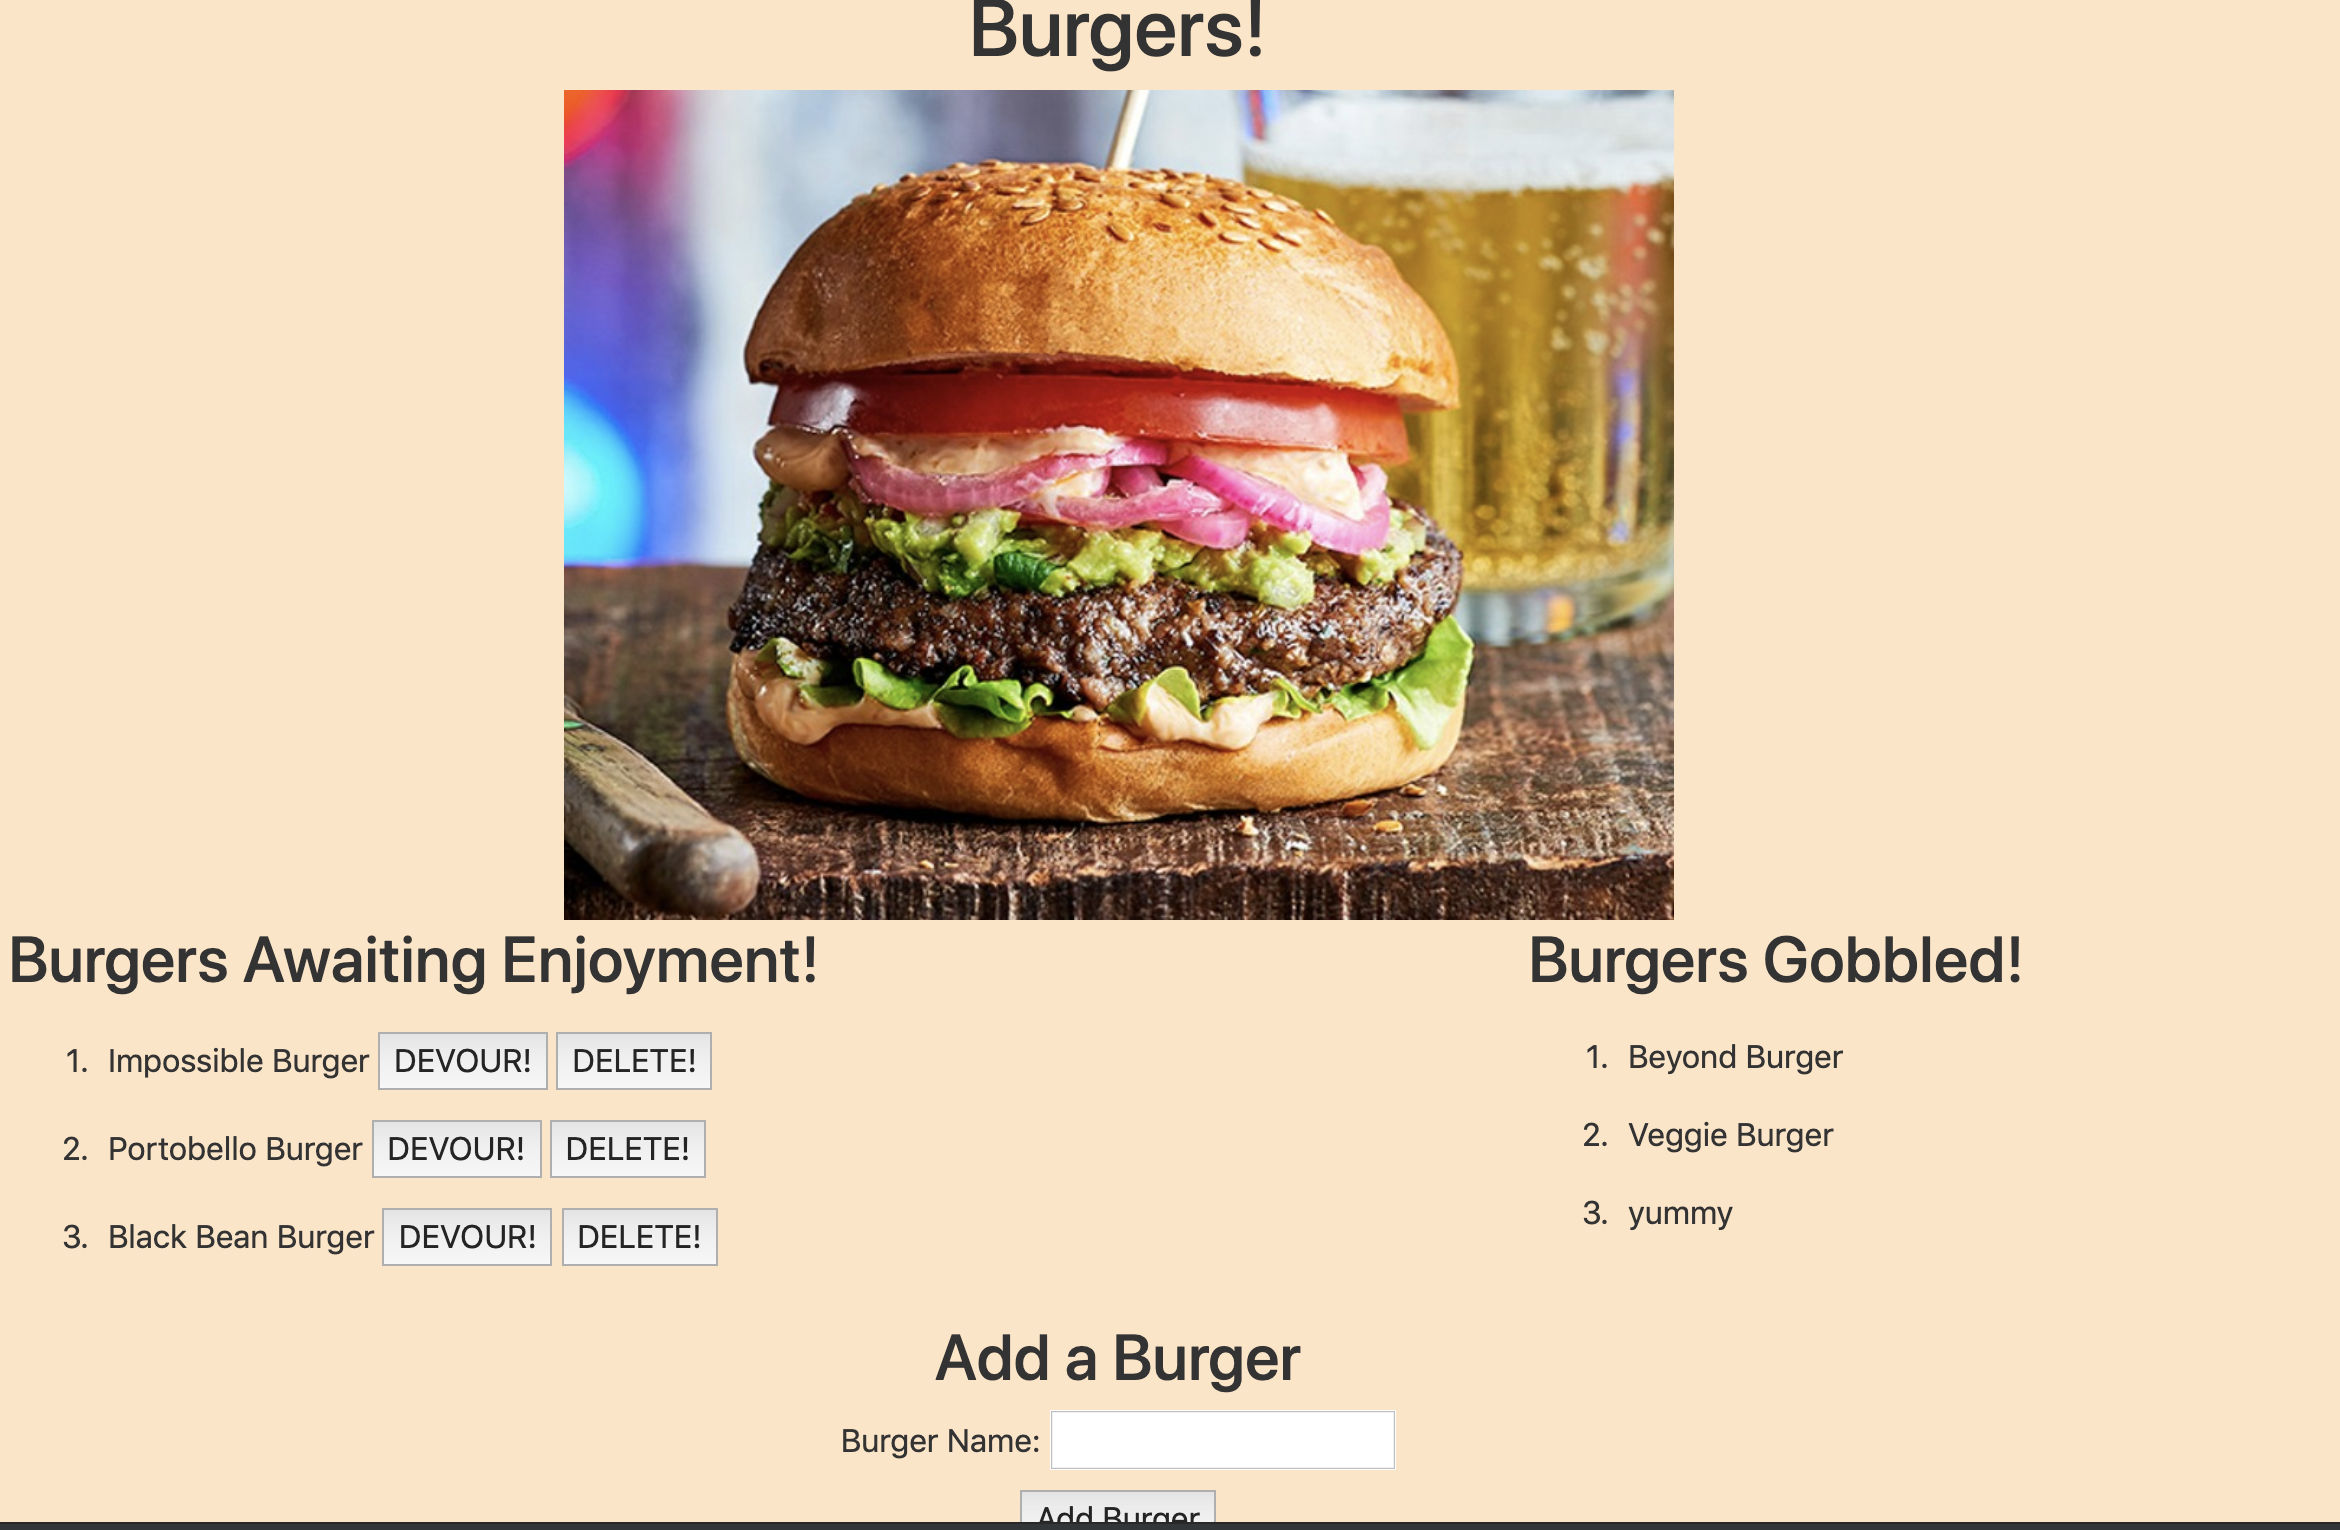 Burgers!
Burgers Awaiting Enjoyment!
1. Impossible Burger DEVOUR! DELETE!
2. Portobello Burger DEVOUR! DELETE!
3. Black Bean Burger DEVOUR! DELETE!
Burgers Gobbled!
1. Beyond Burger
2. Veggie Burger
3. yummy
Add a Burger
Burger Name:
Add Burger